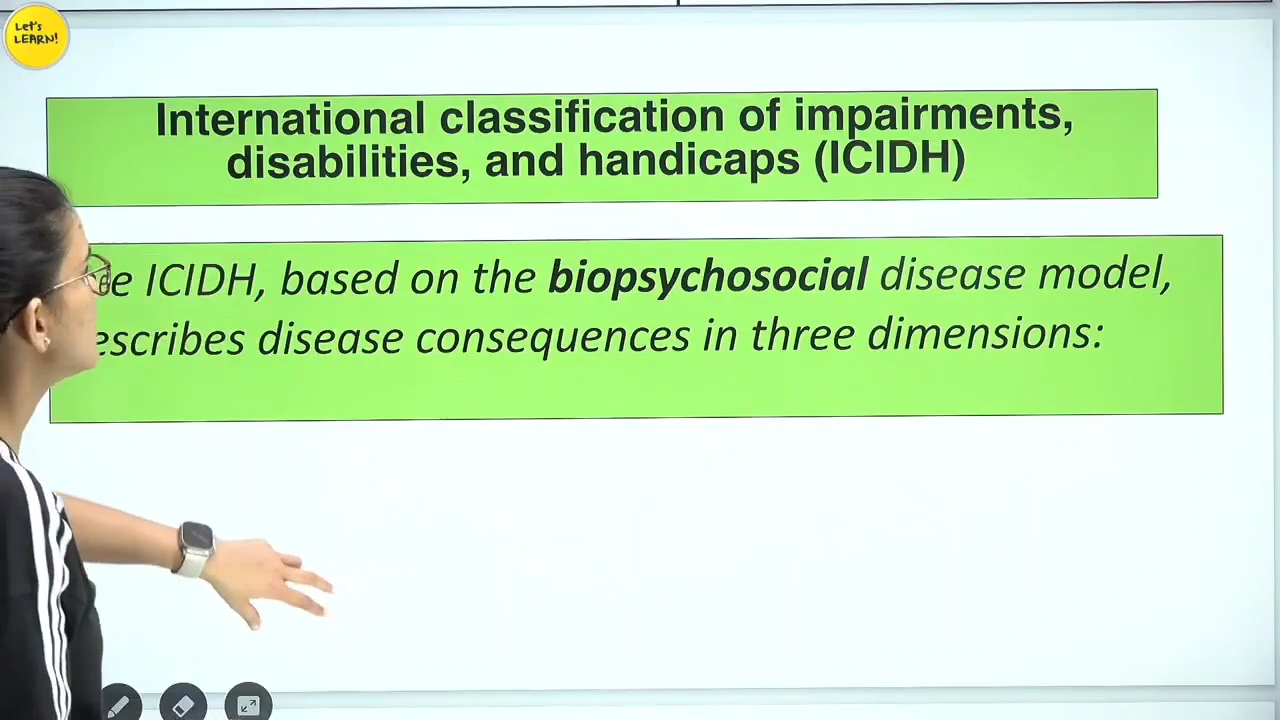 Let's
LEARN!
International classification of impairments,
disabilities, and handicaps (ICIDH)
e ICIDH, based on the biopsychosocial disease model,
escribes disease consequences in three dimensions: